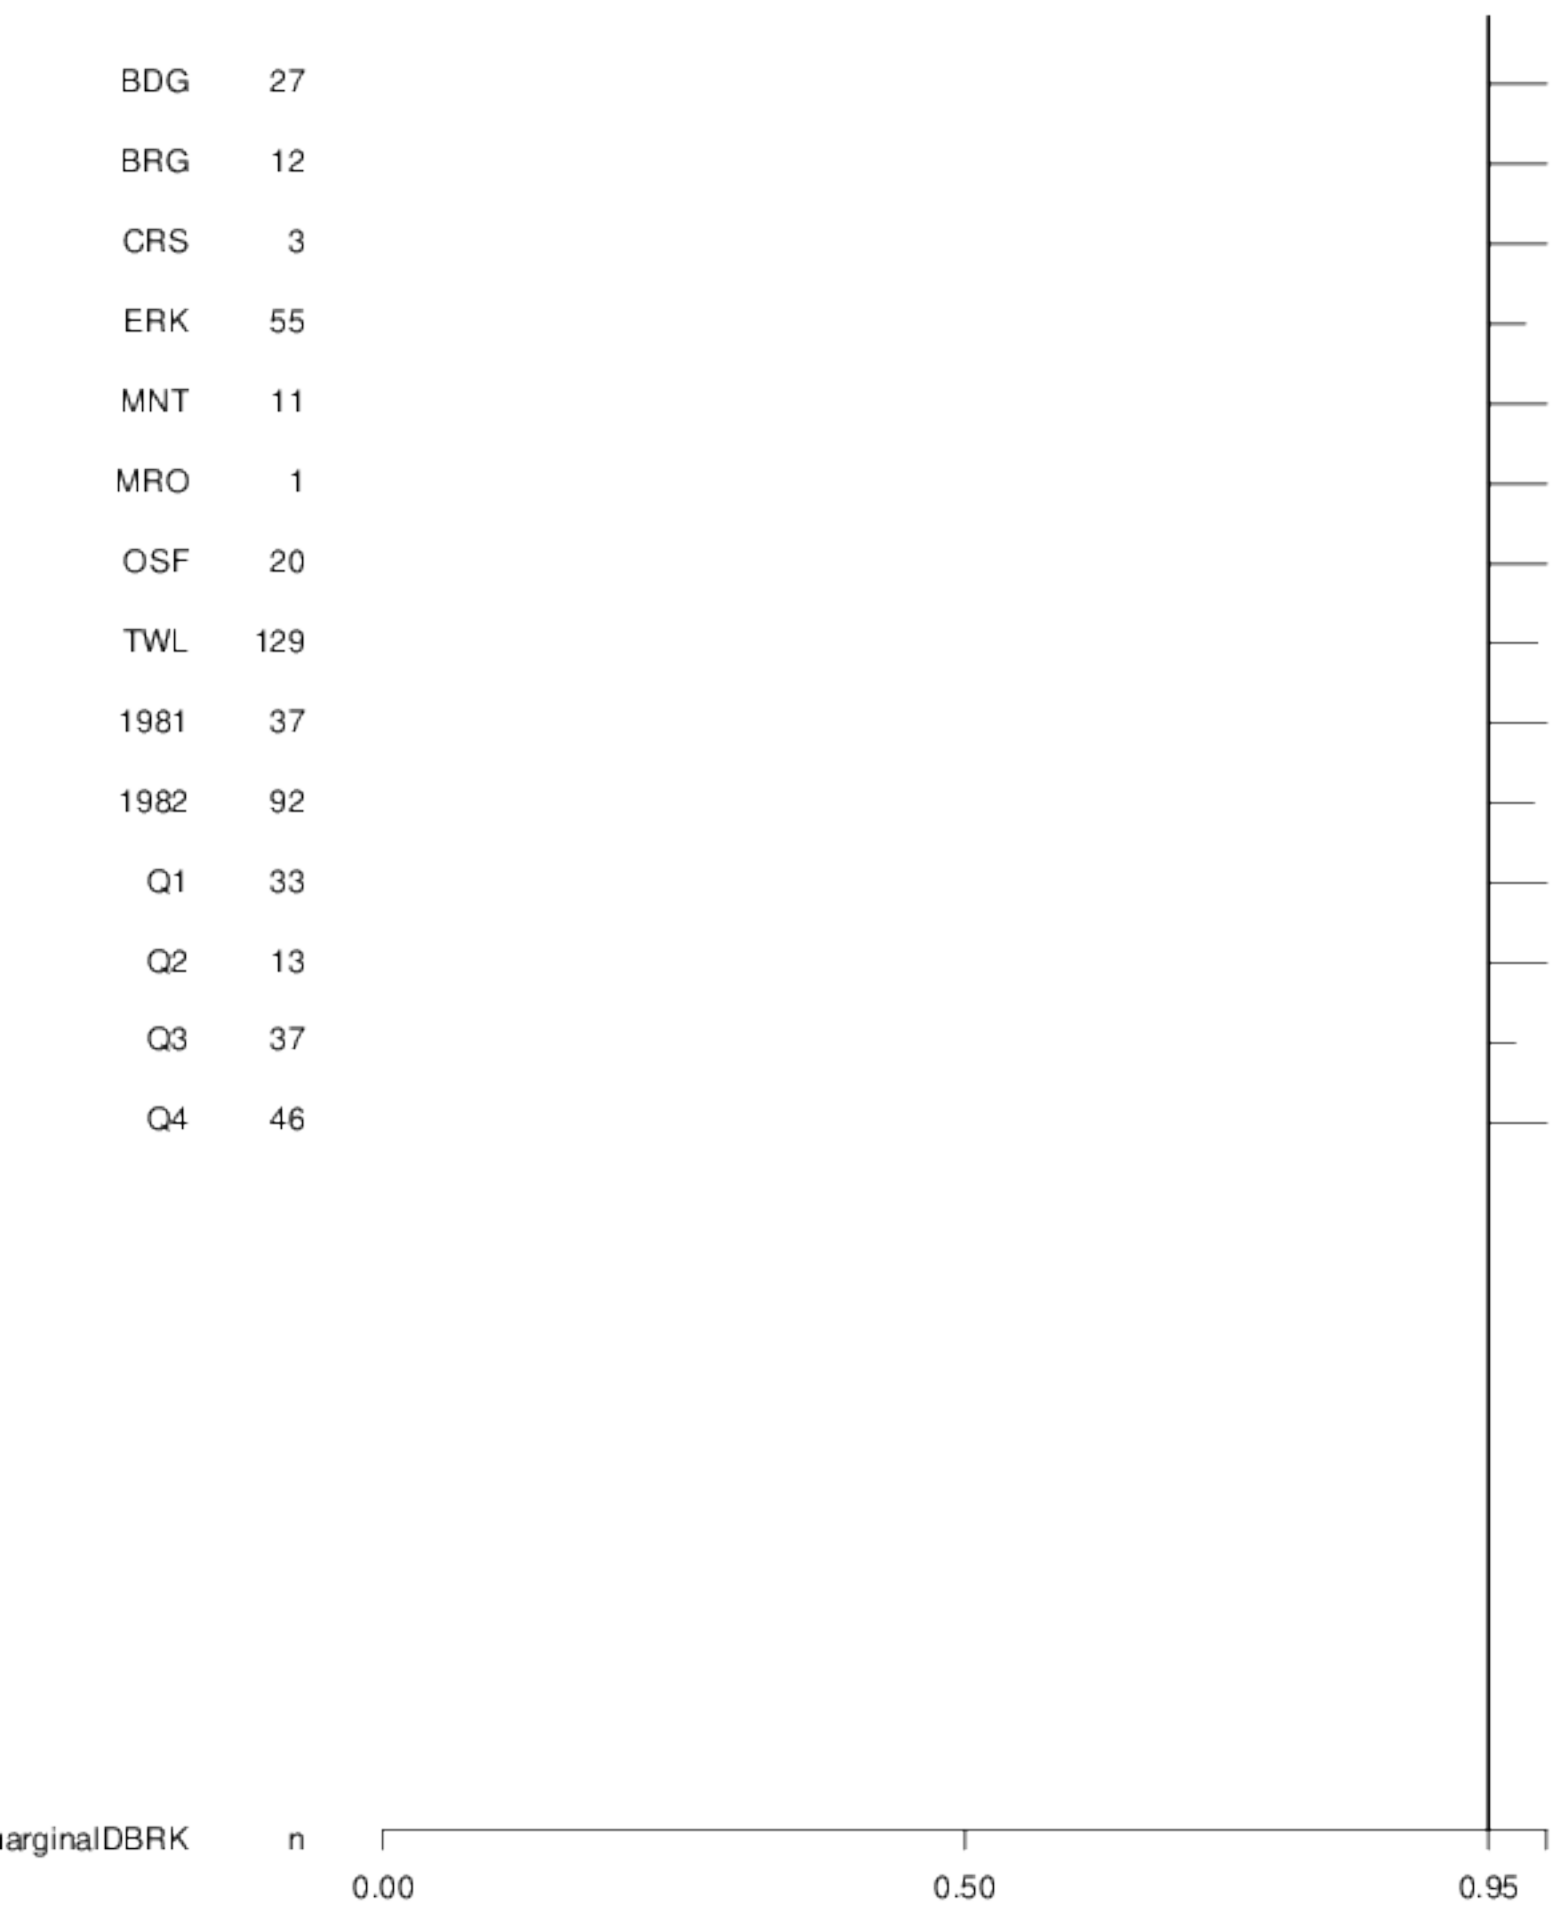 BDG 27
BRG 12
CRS 3
ERK 55
MNT 11
MRO 1
OSF 20
TWL 129
1981 37
1982 92
Q1 33
Q2 13
Q3 37
Q4 46
arginalDBRK n
0.00 0.50 0.95